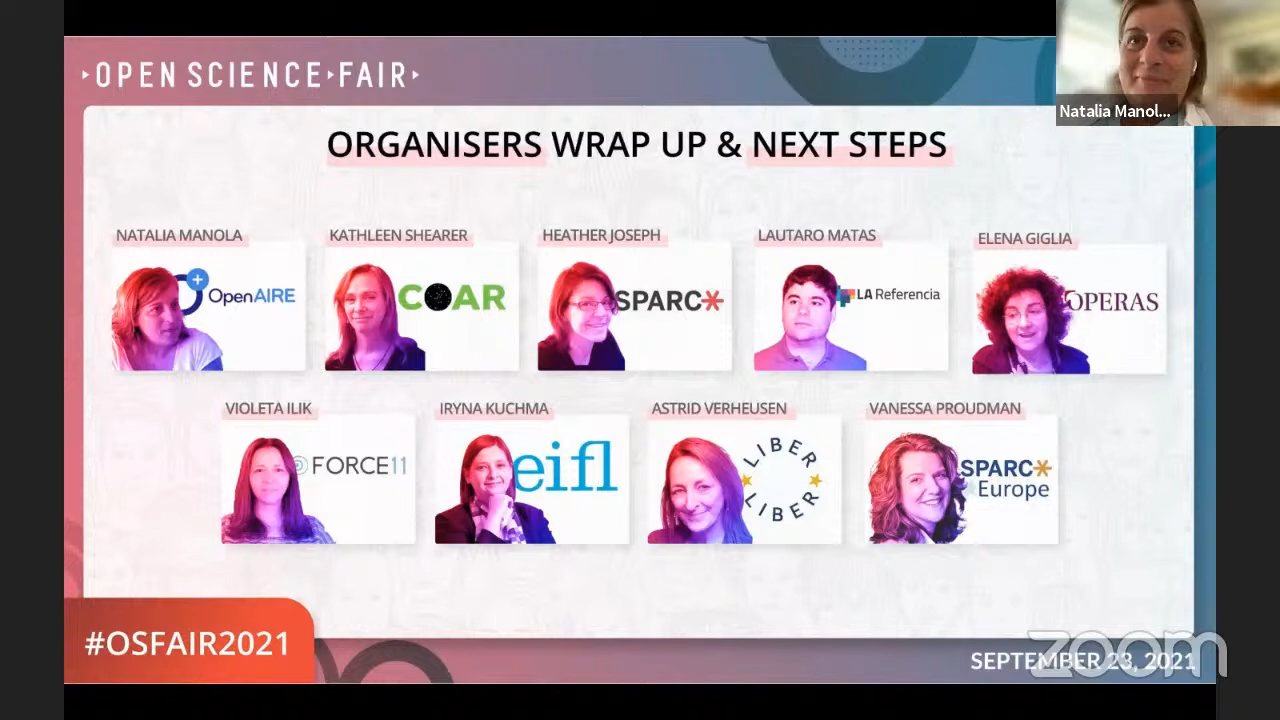 OPEN SCIENCE FAIR
Natalia Manol...
ORGANISERS WRAP UP & NEXT STEPS
NATALIA MANOLA
KATHLEEN SHEARER
HEATHER JOSEPH
LAUTARO MATAS
ELENA GIGLIA
OpenAIRE
COAR
SPARC
LA Referencia
OPERAS
VIOLETA ILIK
IRYNA KUCHMA
ASTRID VERHEUSEN
VANESSA PROUDMAN
FORCE11
eifl
LIBER
LIBER
SPARC
Europe
#OSFAIR2021
SEPTEMBER 23, 2021
zoom